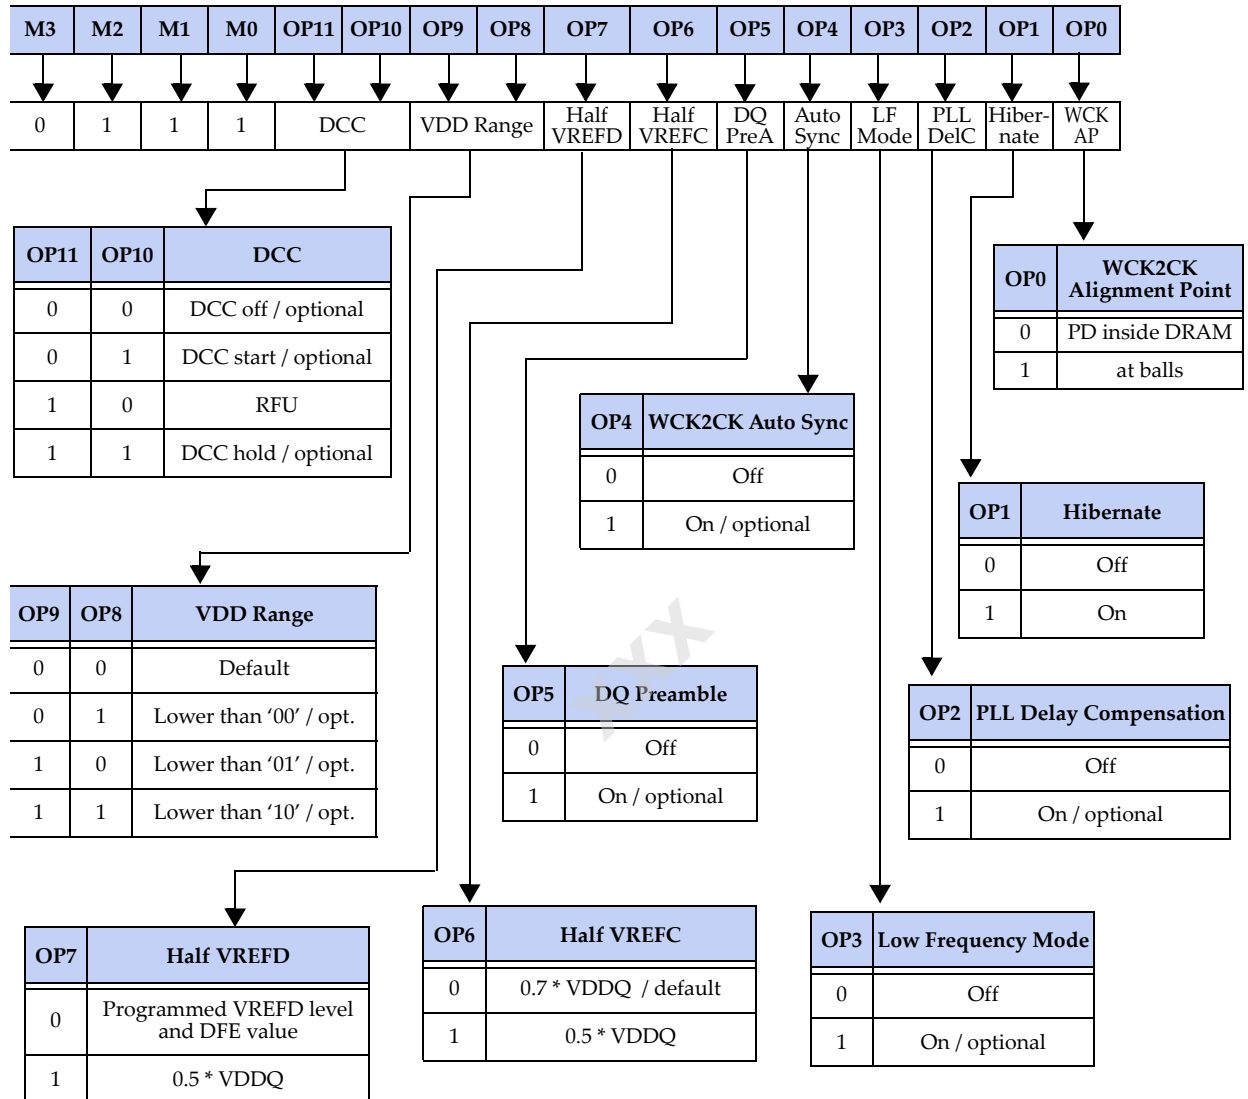 M3 M2 M1 M0 OP11 OP10 OP9 OP8 OP7 OP6 OP5 OP4 OP3 OP2 OP1 OP0
0 1 1 1 DCC VDD Range Half VREFD Half VREFC DQ PreA Auto Sync LF Mode PLL DelC Hiber-nate WCK AP
OP11 OP10 DCC
0 0 DCC off / optional
0 1 DCC start / optional
1 0 RFU
1 1 DCC hold / optional
OP0 WCK2CK Alignment Point
0 PD inside DRAM
1 at balls
OP4 WCK2CK Auto Sync
0 Off
1 On / optional
OP1 Hibernate
0 Off
1 On
OP9 OP8 VDD Range
0 0 Default
0 1 Lower than ‘00’ / opt.
1 0 Lower than ‘01’ / opt.
1 1 Lower than ‘10’ / opt.
xxx
OP5 DQ Preamble
0 Off
1 On / optional
OP2 PLL Delay Compensation
0 Off
1 On / optional
OP7 Half VREFD
0 Programmed VREFD level and DFE value
1 0.5 * VDDQ
OP6 Half VREFC
0 0.7 * VDDQ / default
1 0.5 * VDDQ
OP3 Low Frequency Mode
0 Off
1 On / optional